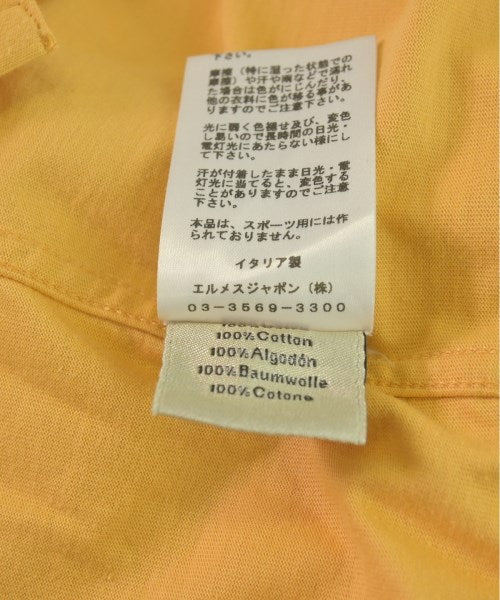 下さい。
摩擦（特に湿った状態での
摩擦）や汗や雨などで濡れ
た場合は色がにじんだり、
他の衣料に色が移る事があ
りますのでご注意下さい。
光に弱く色褪せ及び、変色
し易いので長時間の日光・
電灯光にあたらない様にし
て下さい。
汗が付着したまま日光・電
灯光に当てると、変色する
ことがありますのでご注意
下さい。
本品は、スポーツ用には作
られておりません。
イタリア製
エルメスジャポン（株）
03-3569-3300
100%Cotton
100%Algodón
100%Baumwolle
100%Cotone